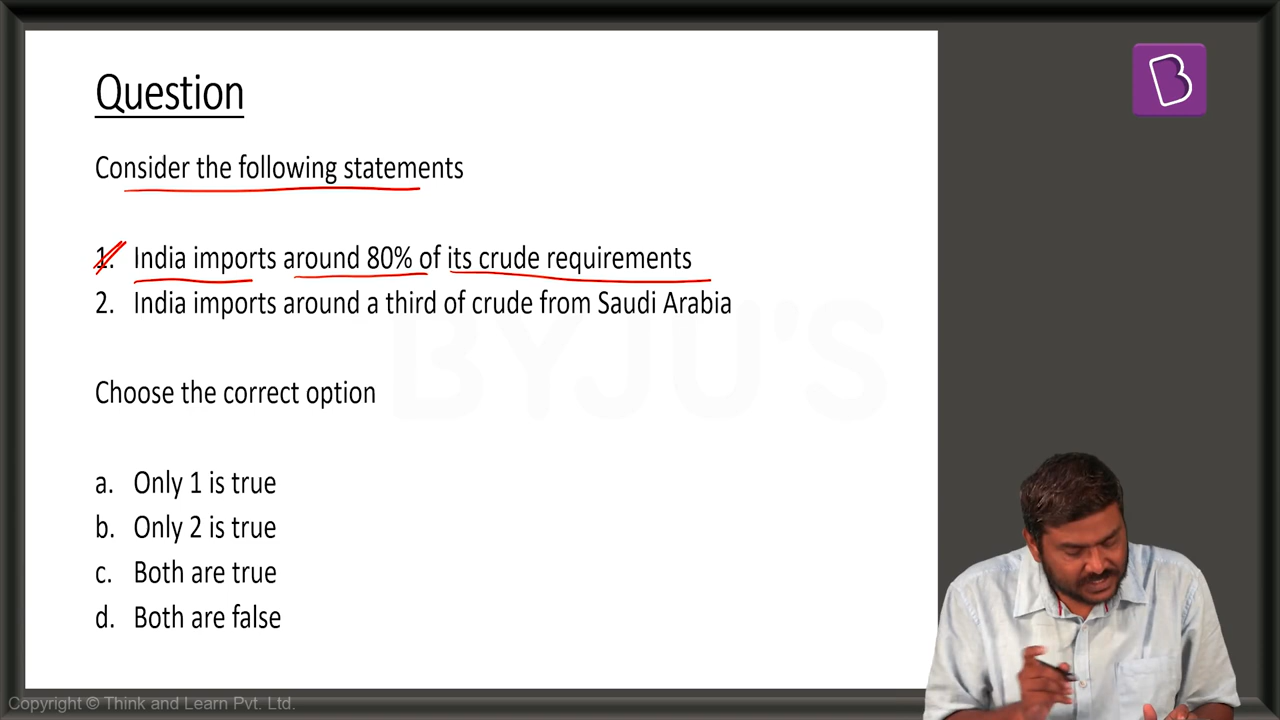 Question
Consider the following statements
1. India imports around 80% of its crude requirements
2. India imports around a third of crude from Saudi Arabia
BYJU'S
Choose the correct option
a. Only 1 is true
b. Only 2 is true
c. Both are true
d. Both are false
Copyright © Think and Learn Pvt. Ltd.